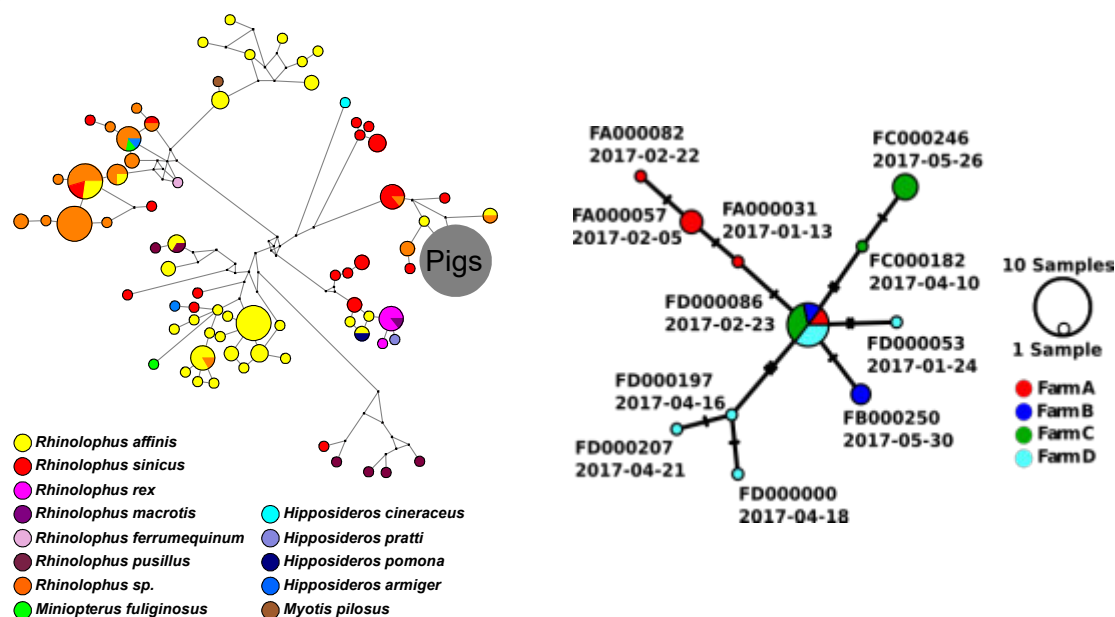 Pigs
Rhinolophus affinis
Rhinolophus sinicus
Rhinolophus rex
Rhinolophus macrotis
Rhinolophus ferrumequinum
Rhinolophus pusillus
Rhinolophus sp.
Miniopterus fuliginosus
Hipposideros cineraceus
Hipposideros pratti
Hipposideros pomona
Hipposideros armiger
Myotis pilosus
FA000082
2017-02-22
FC000246
2017-05-26
FA000057
2017-02-05
FA000031
2017-01-13
FC000182
2017-04-10
FD000086
2017-02-23
FD000053
2017-01-24
FD000197
2017-04-16
FB000250
2017-05-30
FD000207
2017-04-21
FD000000
2017-04-18
10 Samples
1 Sample
Farm A
Farm B
Farm C
Farm D